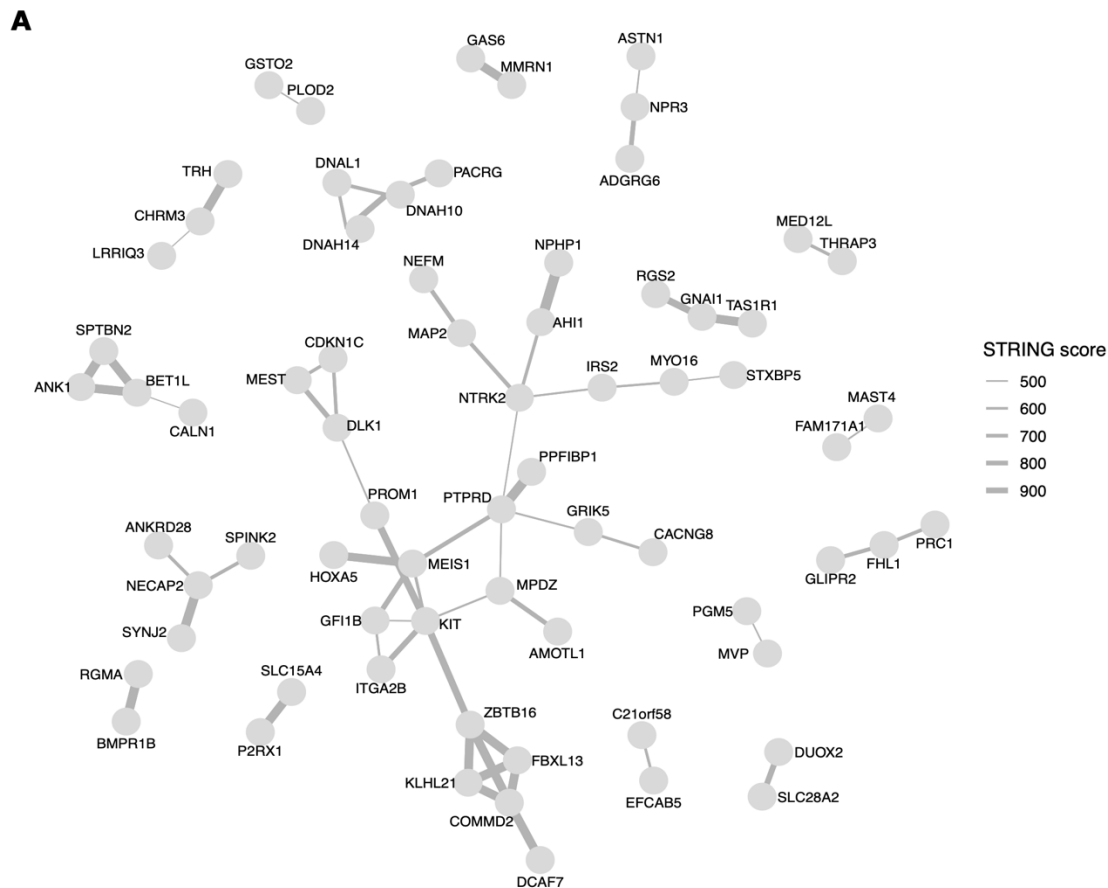 A
GAS6
MMRN1
ASTN1
GSTO2
PLOD2
NPR3
ADGRG6
TRH
CHRM3
LRRIQ3
DNAL1
PACRG
DNAH10
DNAH14
MED12L
THRAP3
NEFM
NPHP1
RGS2
GNAI1
TAS1R1
MAP2
AHI1
SPTBN2
ANK1
BET1L
CALN1
CDKN1C
MEST
DLK1
NTRK2
IRS2
MYO16
STXBP5
STRING score
500
600
700
800
900
MAST4
FAM171A1
PPFIBP1
PROM1
PTPRD
GRIK5
CACNG8
ANKRD28
SPINK2
NECAP2
SYNJ2
HOXA5
MEIS1
MPDZ
GFI1B
KIT
AMOTL1
ITGA2B
PRC1
FHL1
GLIPR2
PGM5
MVP
RGMA
BMPR1B
SLC15A4
P2RX1
ZBTB16
FBXL13
KLHL21
COMMD2
DCAF7
C21orf58
EFCAB5
DUOX2
SLC28A2